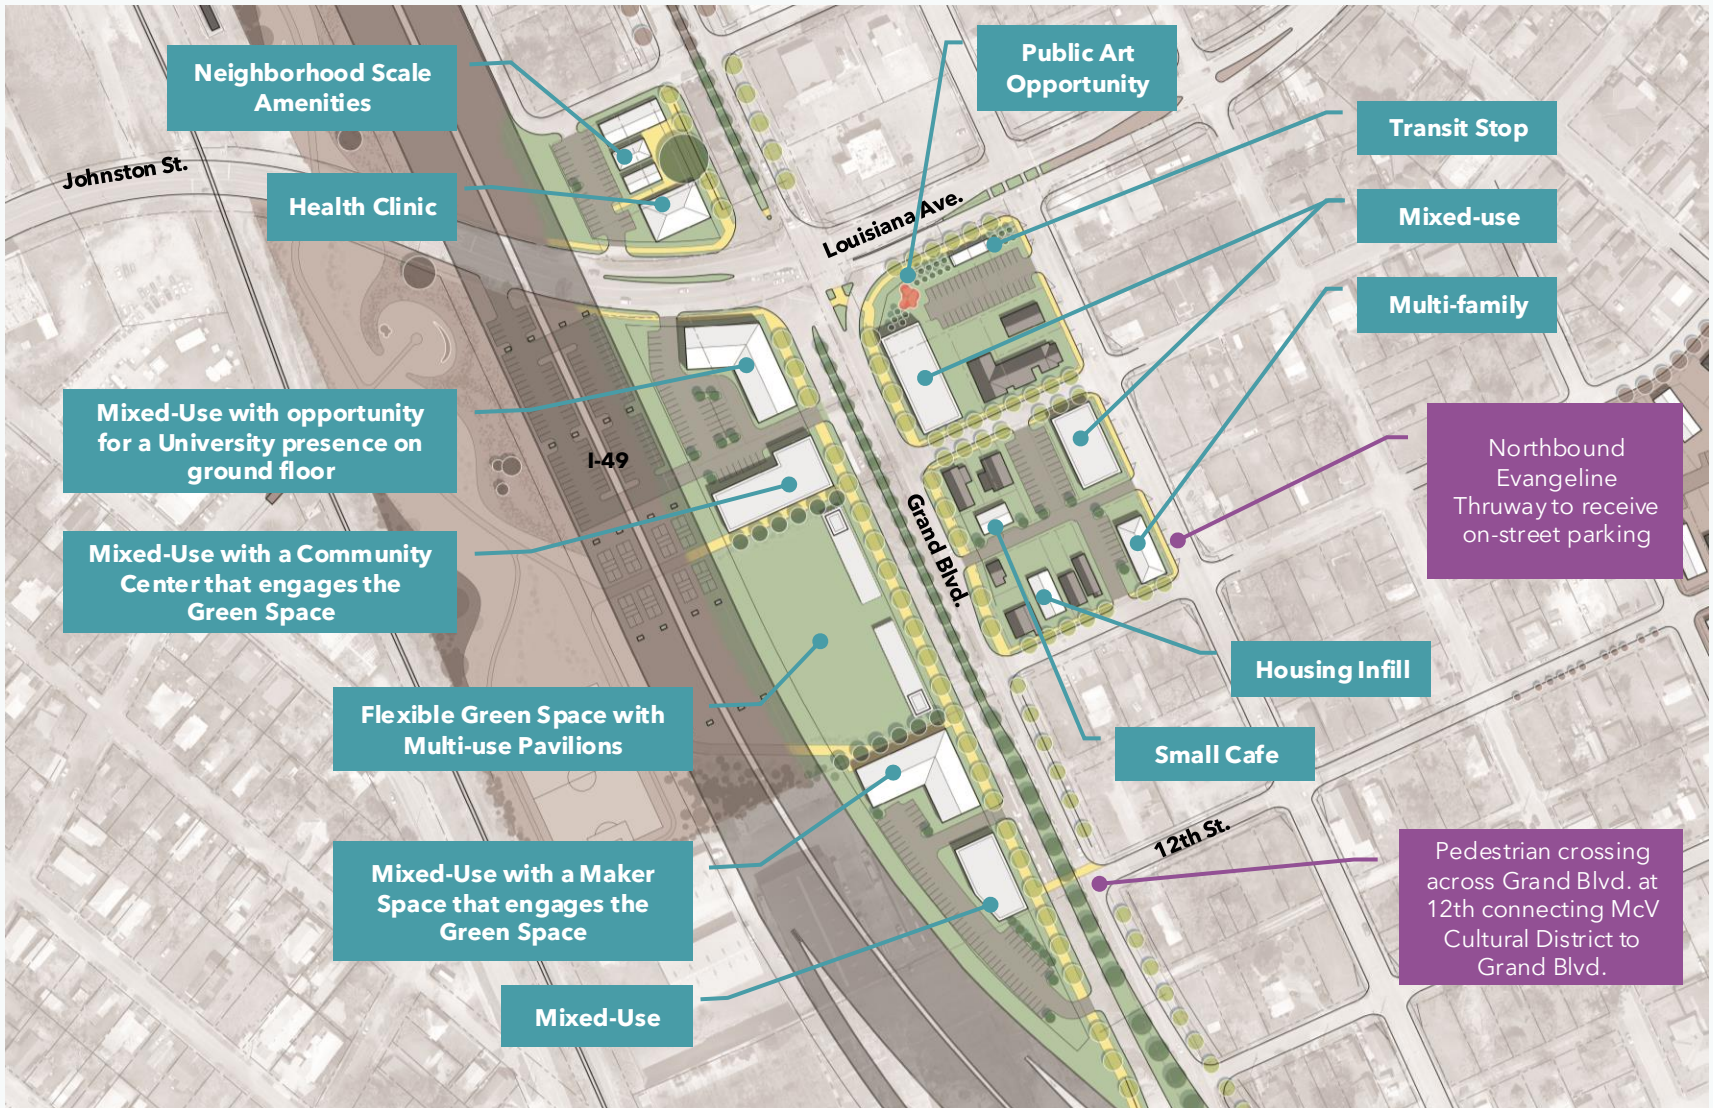 Neighborhood Scale
Amenities
Public Art
Opportunity
Transit Stop
Johnston St.
Health Clinic
Louisiana Ave.
Mixed-use
Multi-family
Mixed-Use with opportunity
for a University presence on
ground floor
I-49
Northbound
Evangeline
Thruway to receive
on-street parking
Grand Blvd.
Mixed-Use with a Community
Center that engages the
Green Space
Housing Infill
Flexible Green Space with
Multi-use Pavilions
Small Cafe
12th St.
Mixed-Use with a Maker
Space that engages the
Green Space
Pedestrian crossing
across Grand Blvd. at
12th connecting McV
Cultural District to
Grand Blvd.
Mixed-Use